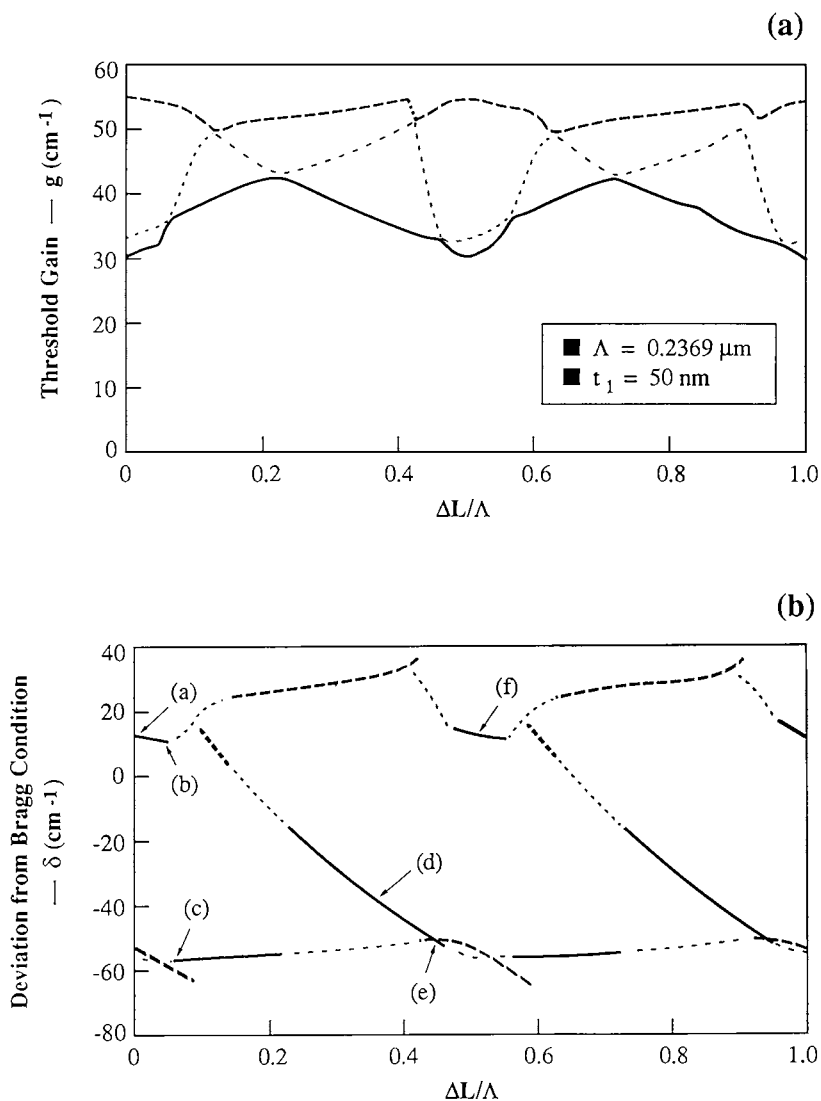 (a)
60
50
40
30
20
10
0
Threshold Gain — g (cm -1)
■ Λ = 0.2369 μm
■ t 1 = 50 nm
0 0.2 0.4 0.6 0.8 1.0
ΔL/Λ
(b)
40
20
0
-20
-40
-60
-80
Deviation from Bragg Condition
— δ (cm -1)
(a)
(b)
(c)
(d)
(e)
(f)
0 0.2 0.4 0.6 0.8 1.0
ΔL/Λ